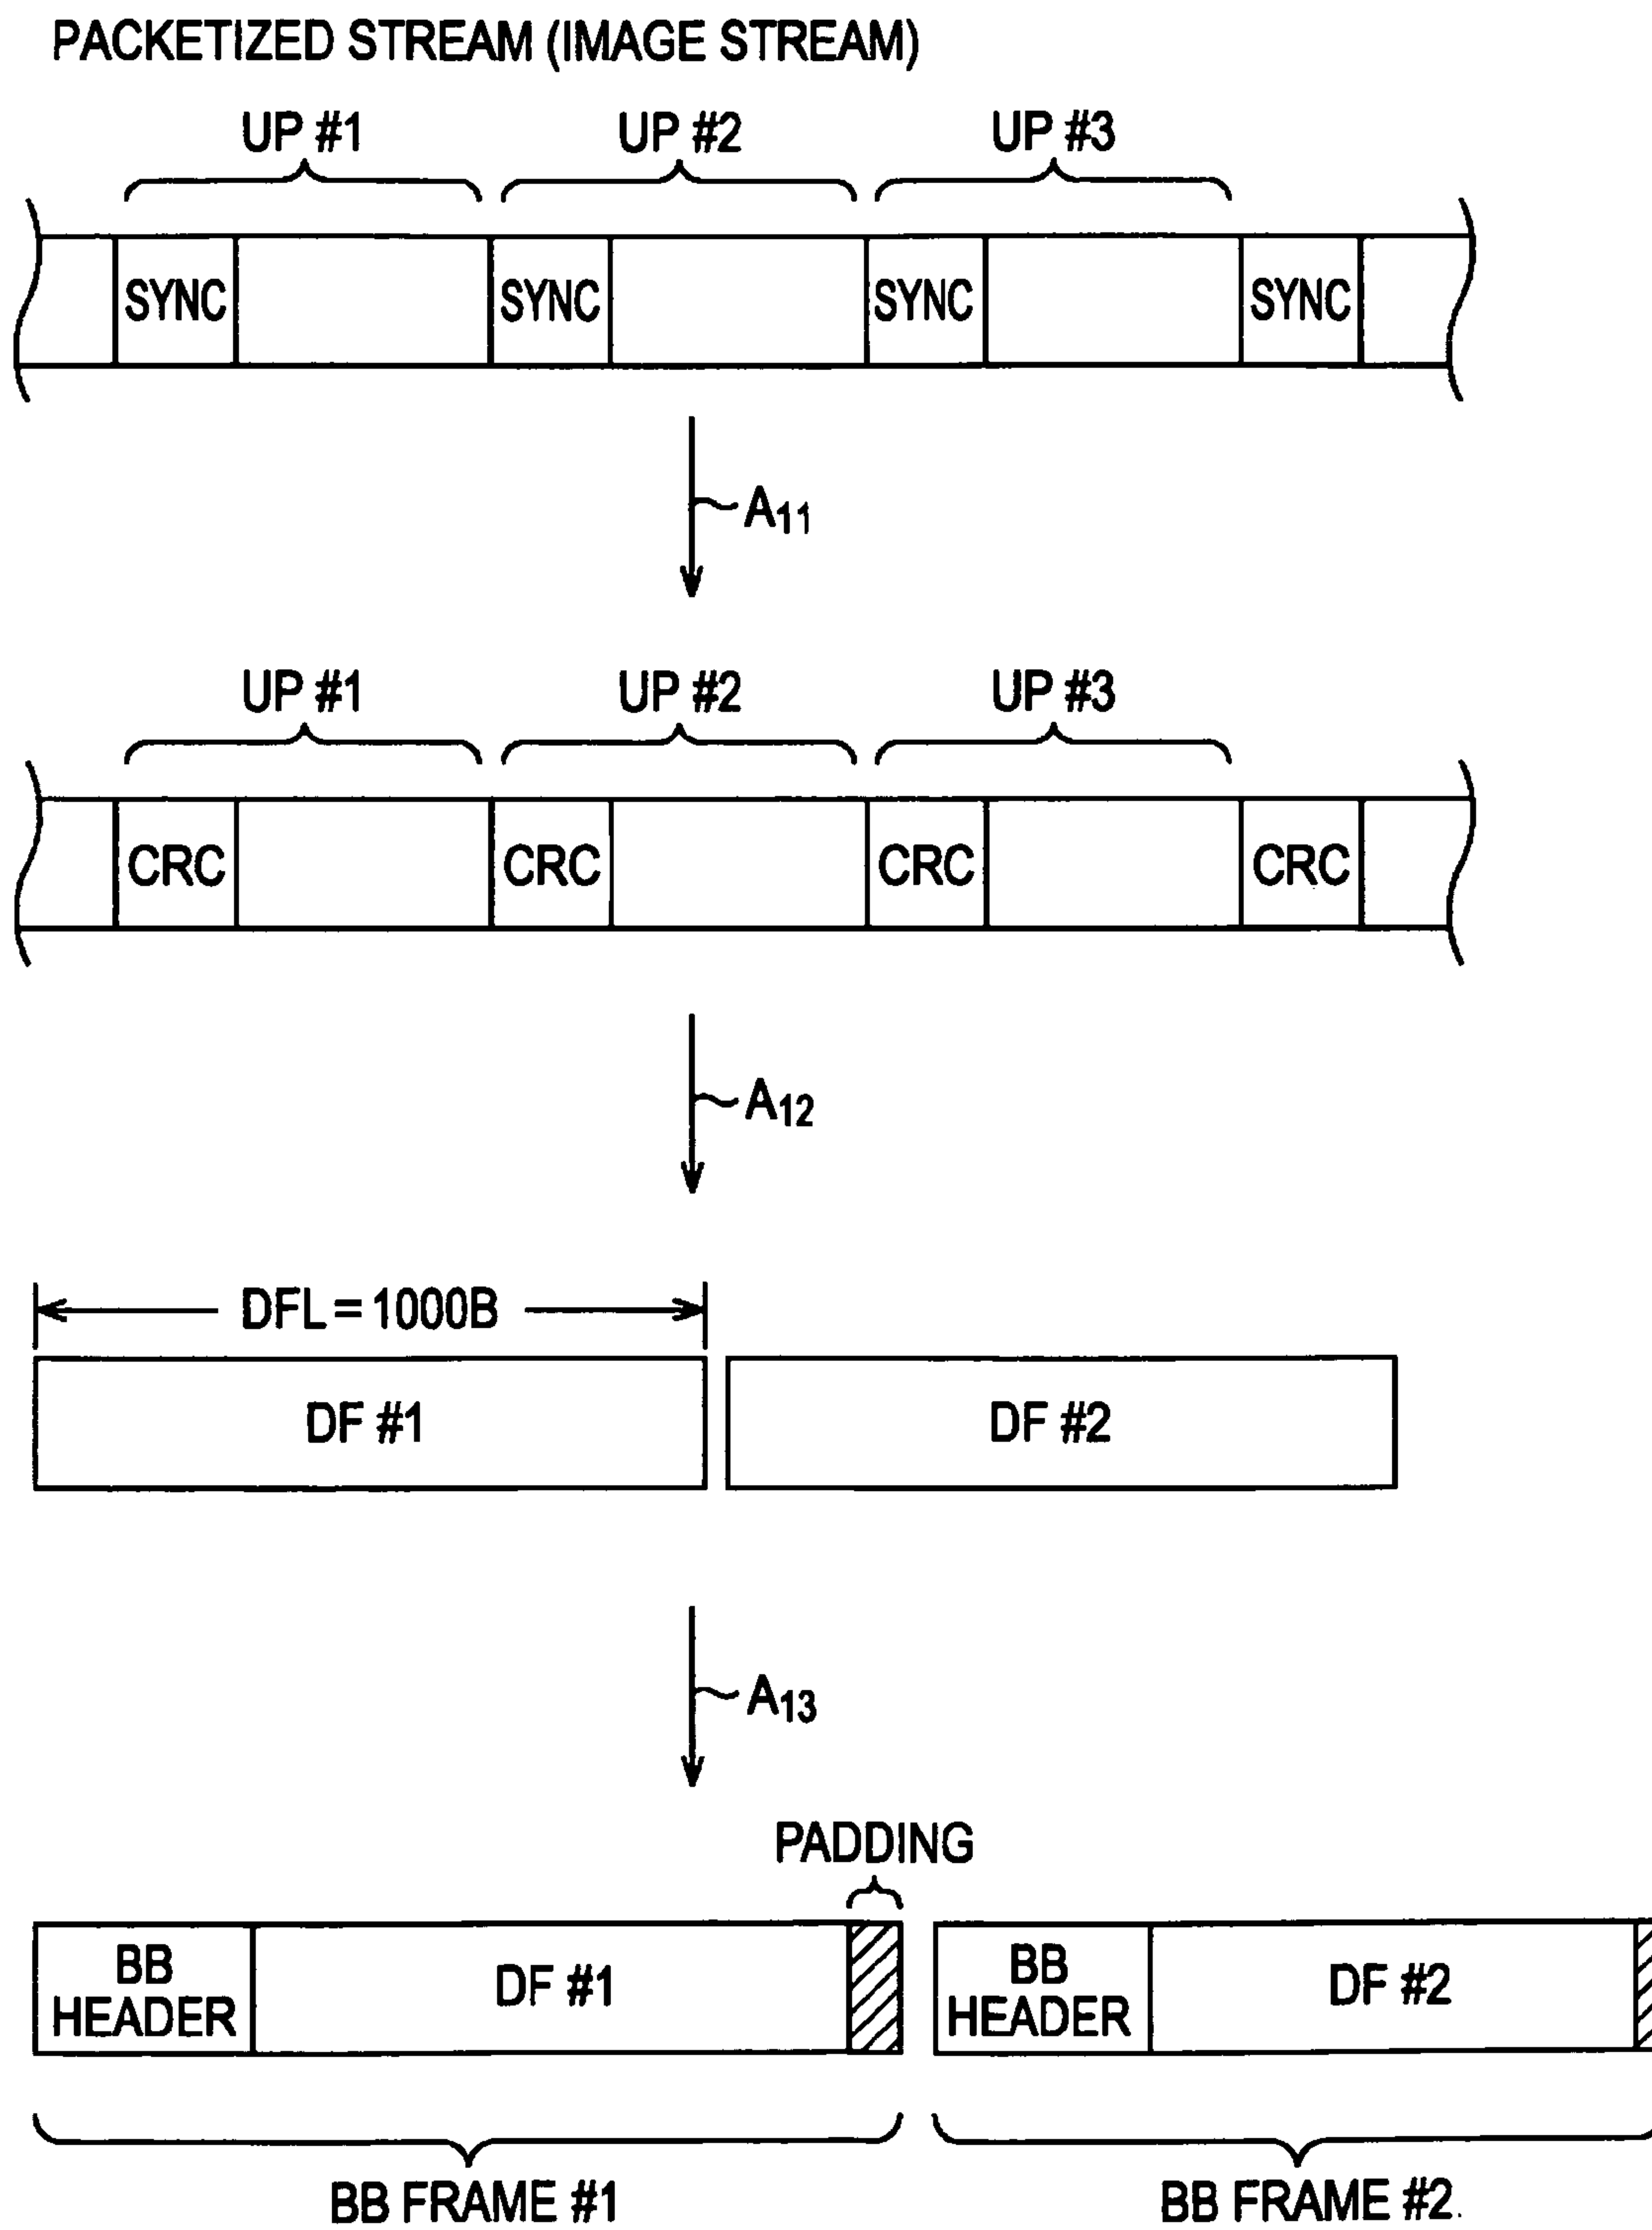 PACKETIZED STREAM (IMAGE STREAM)
UP #1 UP #2 UP #3
SYNC SYNC SYNC SYNC
A11
UP #1 UP #2 UP #3
CRC CRC CRC CRC
A12
DFL = 1000B
DF #1 DF #2
A13
PADDING
BB HEADER DF #1 BB HEADER DF #2
BB FRAME #1 BB FRAME #2